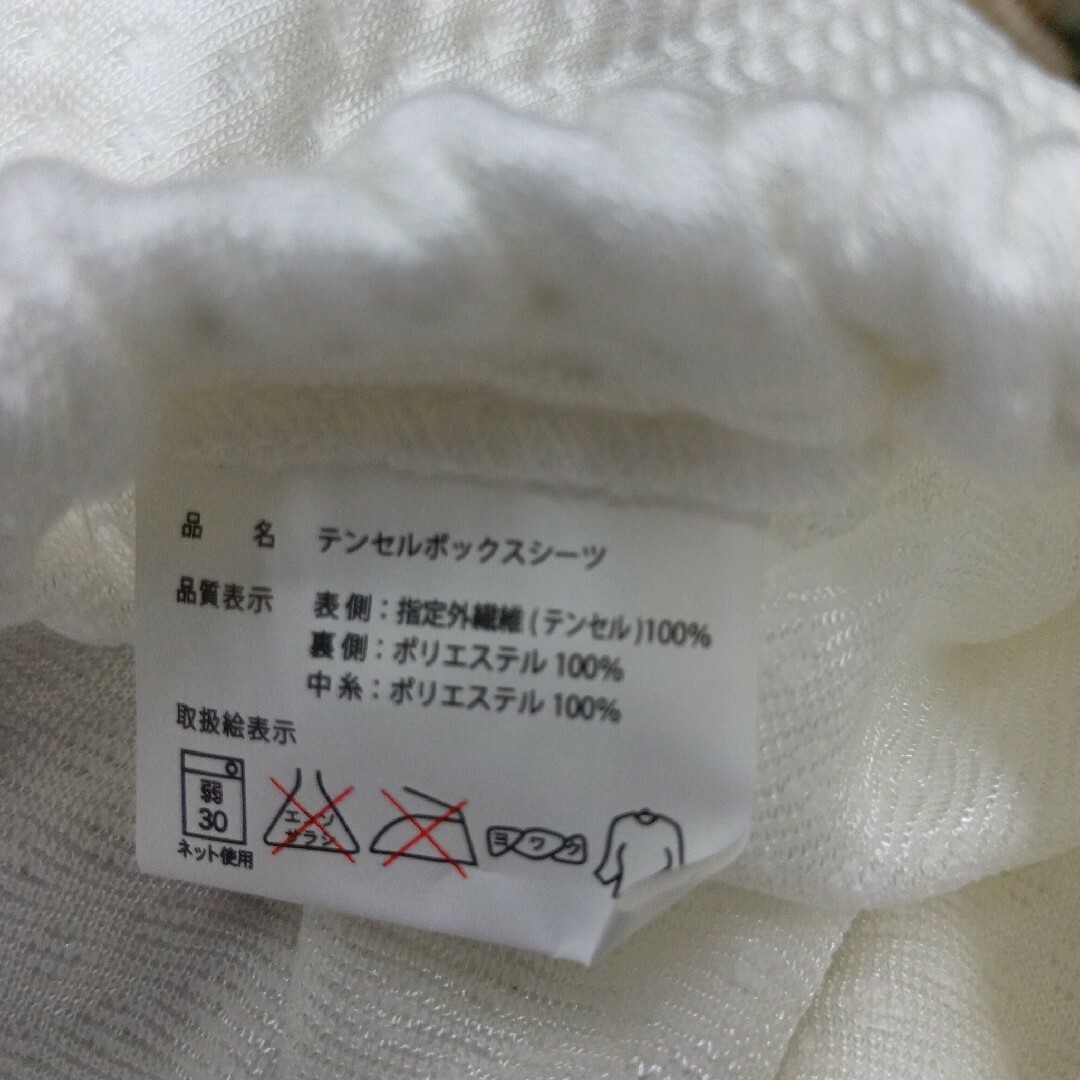 品 名 テンセルボックスシーツ
品質表示 表側：指定外繊維(テンセル)100%
裏側：ポリエステル 100%
中糸：ポリエステル 100%
取扱絵表示
弱
30
エンソ
サラシ
ヨワク
ネット使用